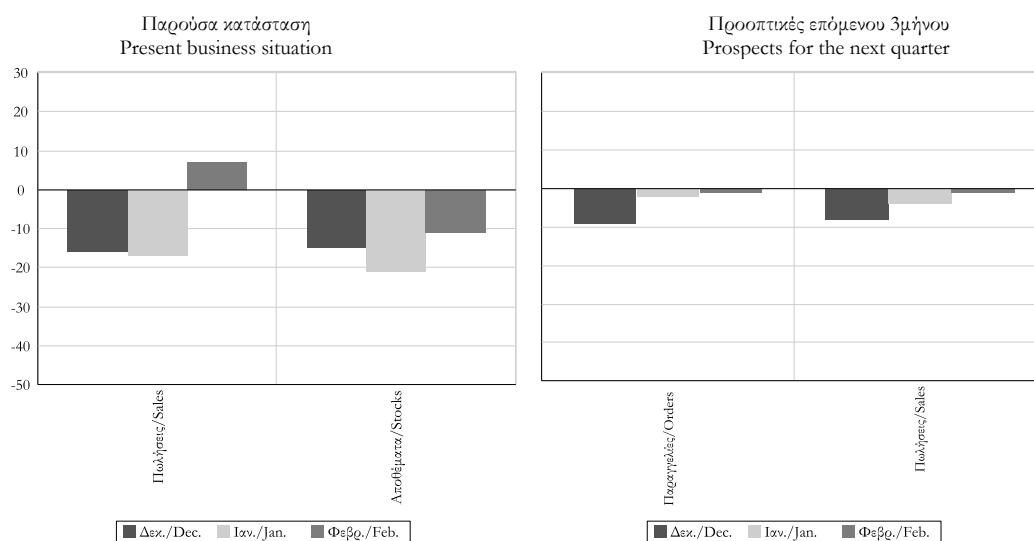 Παρούσα κατάσταση
Present business situation
30
20
10
0
-10
-20
-30
-40
-50
Πωλήσεις/Sales
Αποθέματα/Stocks
Δεκ./Dec. Ιαν./Jan. Φεβρ./Feb.
Προοπτικές επόμενου 3μήνου
Prospects for the next quarter
Παραγγελίες/Orders
Πωλήσεις/Sales
Δεκ./Dec. Ιαν./Jan. Φεβρ./Feb.